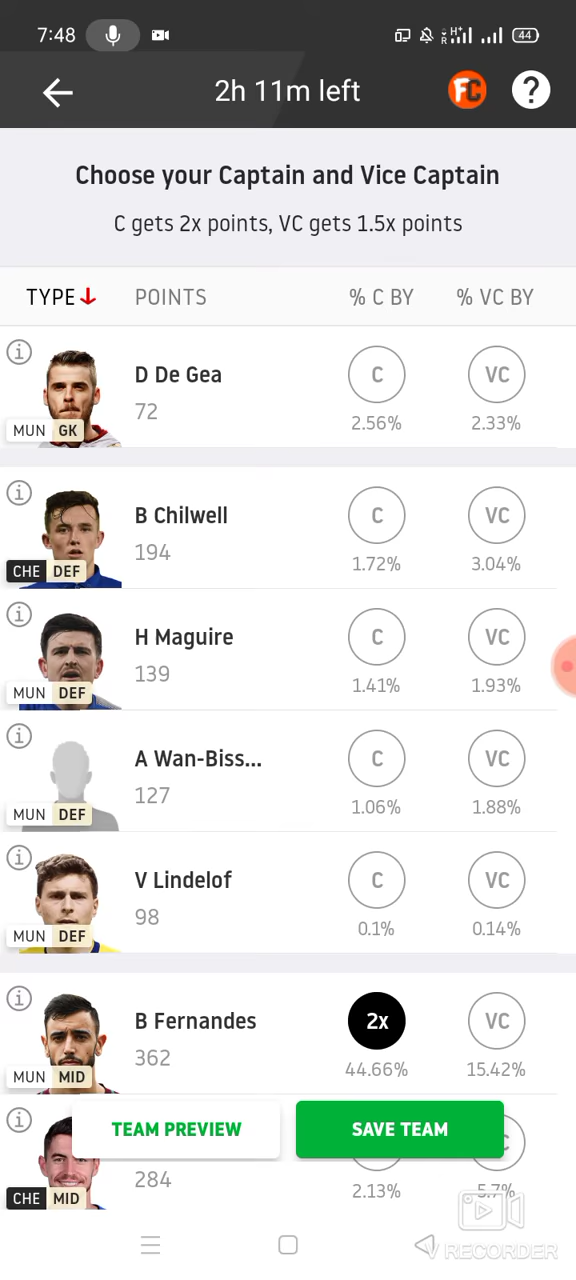 7:48
R H+ 44
2h 11m left
FC ?
Choose your Captain and Vice Captain
C gets 2x points, VC gets 1.5x points
TYPE POINTS % C BY % VC BY
D De Gea
72
C VC
2.56% 2.33%
MUN GK
B Chilwell
194
C VC
1.72% 3.04%
CHE DEF
H Maguire
139
C VC
1.41% 1.93%
MUN DEF
A Wan-Biss...
127
C VC
1.06% 1.88%
MUN DEF
V Lindelof
98
C VC
0.1% 0.14%
MUN DEF
B Fernandes
362
2x VC
44.66% 15.42%
MUN MID
TEAM PREVIEW SAVE TEAM
284
2.13% 5.7%
CHE MID
V RECORDER